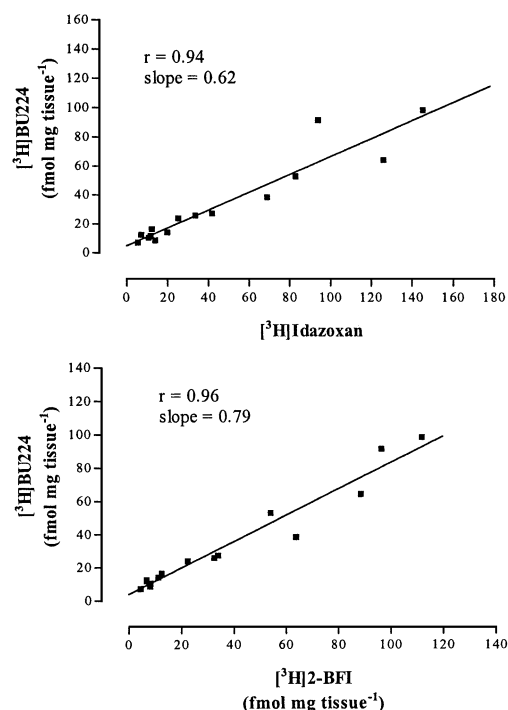 160
140
120
100
80
60
40
20
0
[³H]BU224
(fmol mg tissue⁻¹)
r = 0.94
slope = 0.62
0 20 40 60 80 100 120 140 160 180
[³H]Idazoxan
140
120
100
80
60
40
20
0
[³H]BU224
(fmol mg tissue⁻¹)
r = 0.96
slope = 0.79
0 20 40 60 80 100 120 140
[³H]2-BFI
(fmol mg tissue⁻¹)